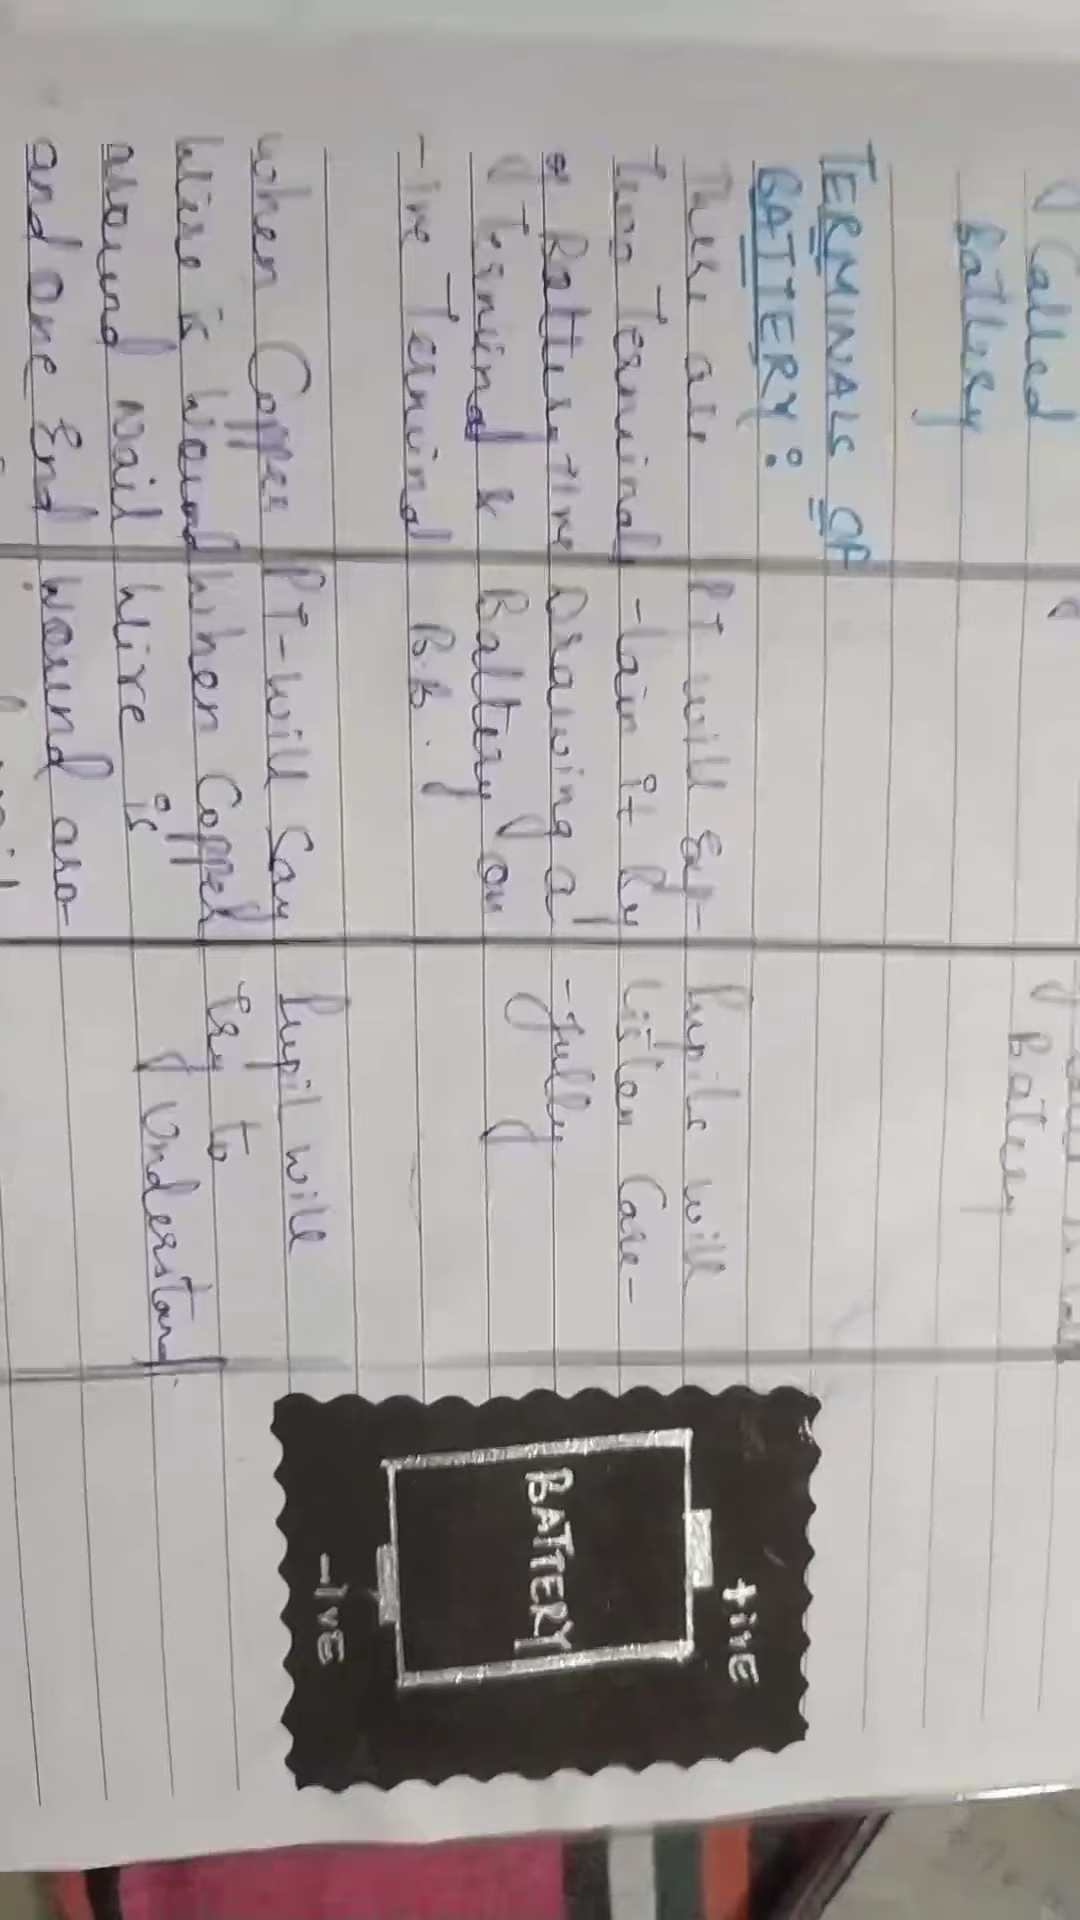 Called
Battery
Battery
TERMINALS OF
BATTERY:
There are
Two Terminal
Battery, +ive
Terminal &
-ive Terminal
PT will Exp-
-lain it by
Drawing a
Battery on
B.B.
Pupils will
Listen Care-
-fully
+ivE
BATTERY
-ivE
when Copper
Wire is Wound
around Nail
and one End
PT-will Say
when Copper
Wire is
Wound aro-
Pupil will
try to
Understand.